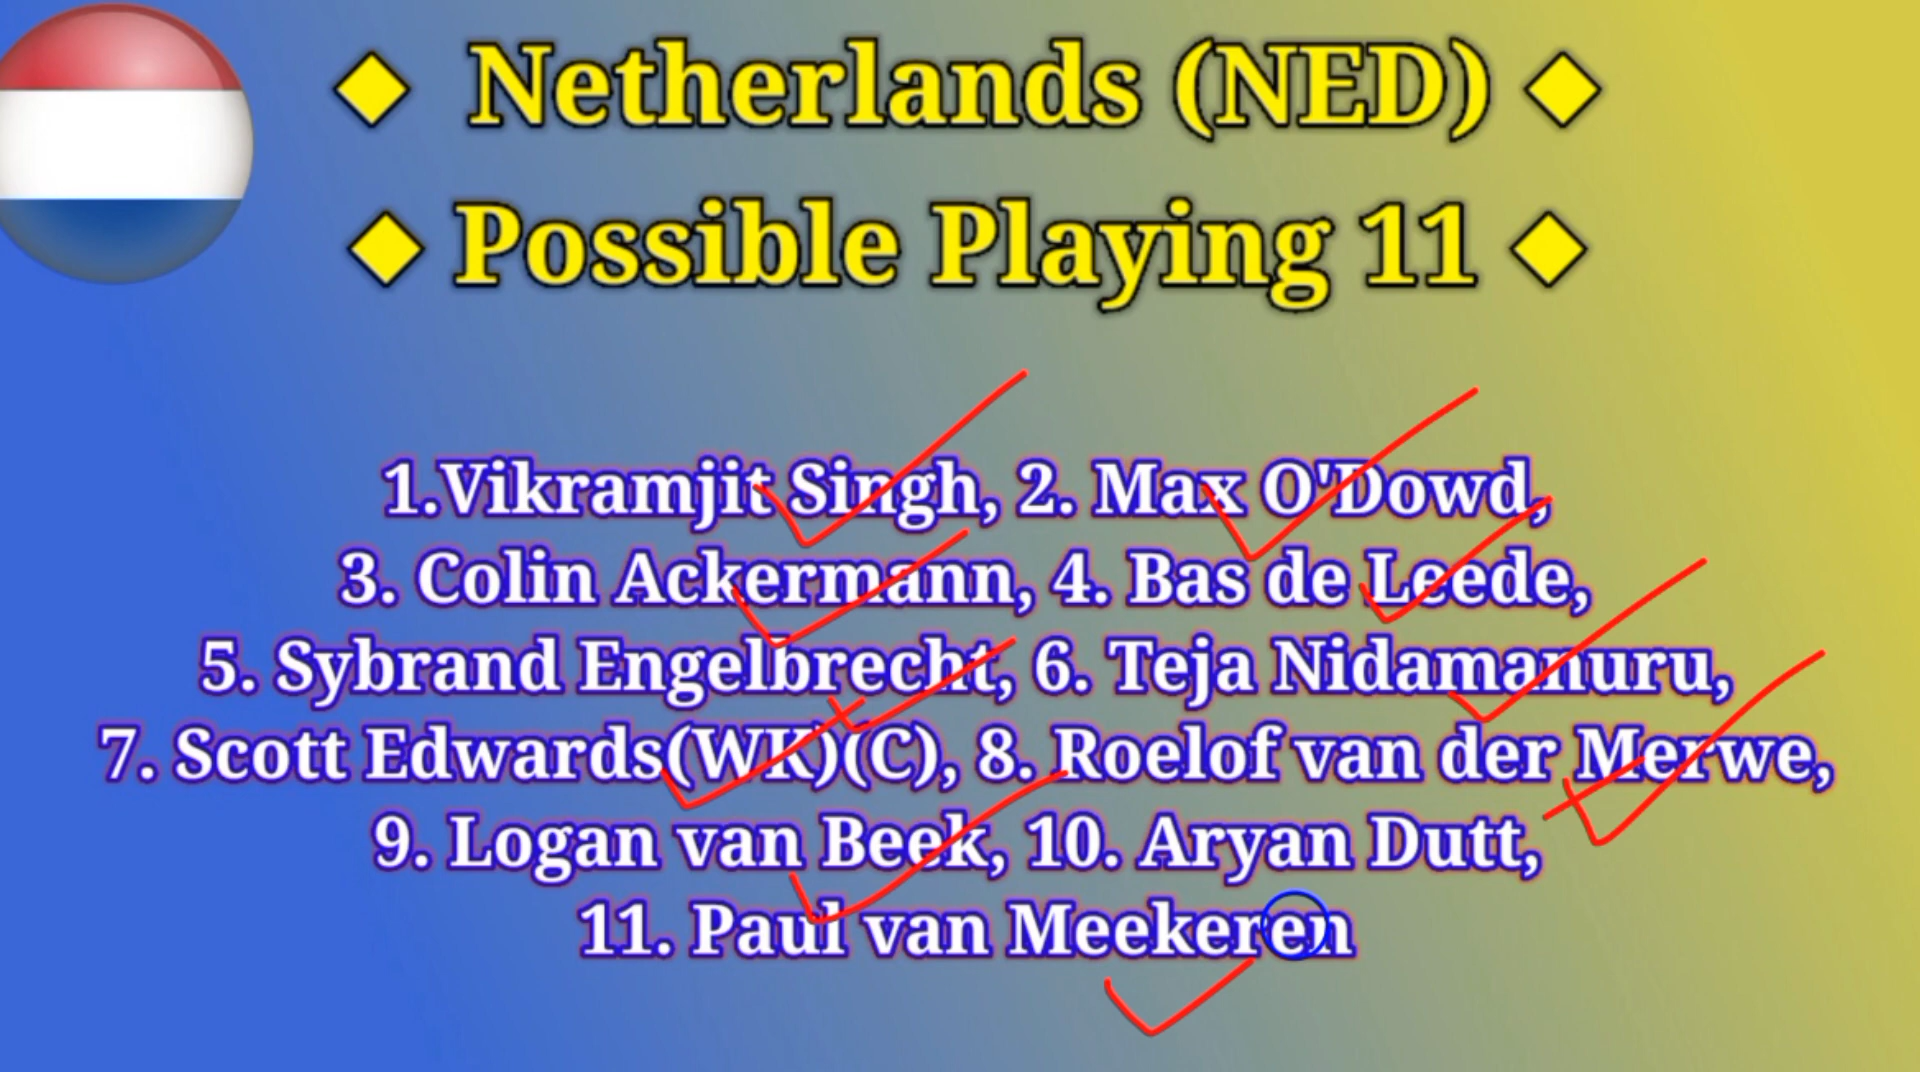 ◆ Netherlands (NED) ◆
◆ Possible Playing 11 ◆
1.Vikramjit Singh, 2. Max O'Dowd,
3. Colin Ackermann, 4. Bas de Leede,
5. Sybrand Engelbrecht, 6. Teja Nidamanuru,
7. Scott Edwards(WK)(C), 8. Roelof van der Merwe,
9. Logan van Beek, 10. Aryan Dutt,
11. Paul van Meekeren